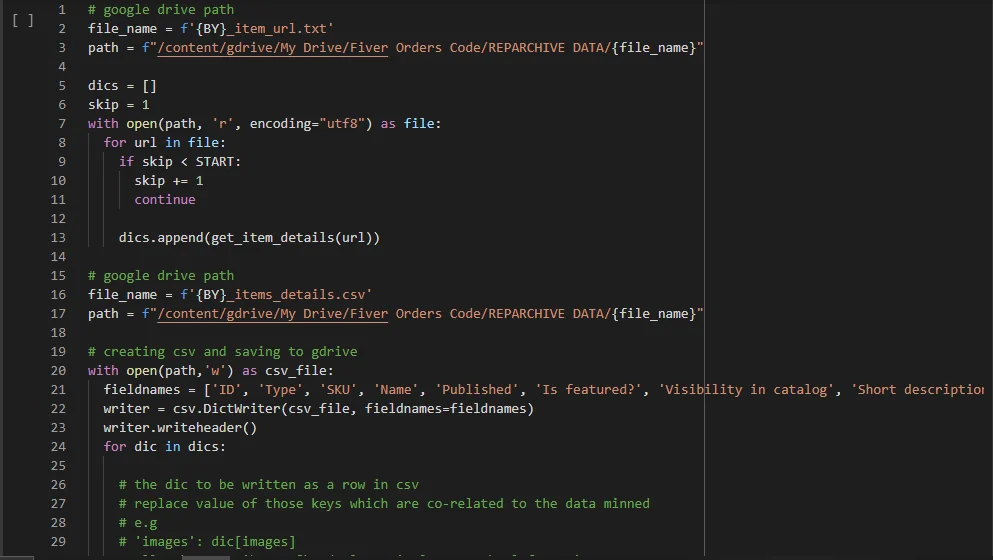 [ ]
1 # google drive path
2 file_name = f'{BY}_item_url.txt'
3 path = f"/content/gdrive/My Drive/Fiver Orders Code/REPARCHIVE DATA/{file_name}"
4
5 dics = []
6 skip = 1
7 with open(path, 'r', encoding="utf8") as file:
8   for url in file:
9     if skip < START:
10       skip += 1
11       continue
12
13     dics.append(get_item_details(url))
14
15 # google drive path
16 file_name = f'{BY}_items_details.csv'
17 path = f"/content/gdrive/My Drive/Fiver Orders Code/REPARCHIVE DATA/{file_name}"
18
19 # creating csv and saving to gdrive
20 with open(path,'w') as csv_file:
21   fieldnames = ['ID', 'Type', 'SKU', 'Name', 'Published', 'Is featured?', 'Visibility in catalog', 'Short description
22   writer = csv.DictWriter(csv_file, fieldnames=fieldnames)
23   writer.writeheader()
24   for dic in dics:
25
26     # the dic to be written as a row in csv
27     # replace value of those keys which are co-related to the data minned
28     # e.g
29     # 'images': dic[images]